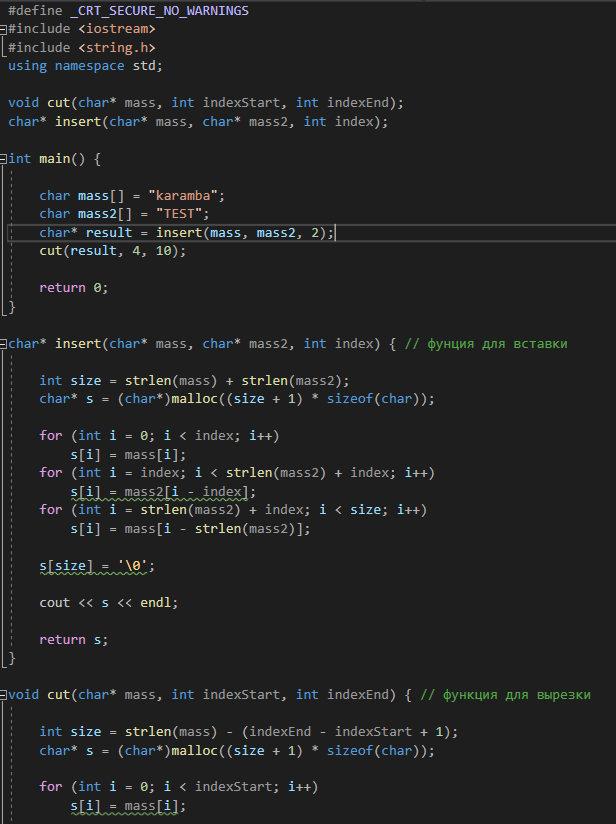 #define _CRT_SECURE_NO_WARNINGS
#include <iostream>
#include <string.h>
using namespace std;
void cut(char* mass, int indexStart, int indexEnd);
char* insert(char* mass, char* mass2, int index);
int main() {
char mass[] = "karamba";
char mass2[] = "TEST";
char* result = insert(mass, mass2, 2);
cut(result, 4, 10);
return 0;
}
char* insert(char* mass, char* mass2, int index) { // фунция для вставки
int size = strlen(mass) + strlen(mass2);
char* s = (char*)malloc((size + 1) * sizeof(char));
for (int i = 0; i < index; i++)
s[i] = mass[i];
for (int i = index; i < strlen(mass2) + index; i++)
s[i] = mass2[i - index];
for (int i = strlen(mass2) + index; i < size; i++)
s[i] = mass[i - strlen(mass2)];
s[size] = '\0';
cout << s << endl;
return s;
}
void cut(char* mass, int indexStart, int indexEnd) { // функция для вырезки
int size = strlen(mass) - (indexEnd - indexStart + 1);
char* s = (char*)malloc((size + 1) * sizeof(char));
for (int i = 0; i < indexStart; i++)
s[i] = mass[i];